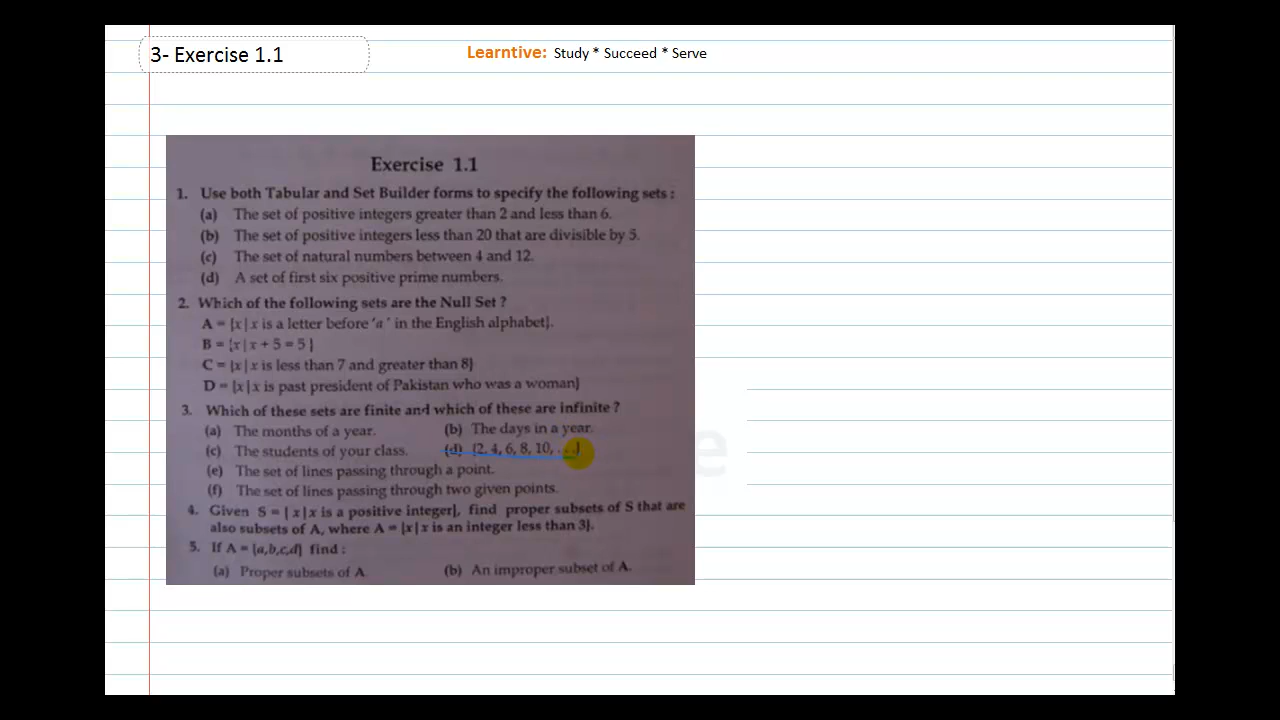 3- Exercise 1.1
Learntive: Study * Succeed * Serve
Exercise 1.1
1. Use both Tabular and Set Builder forms to specify the following sets :
(a) The set of positive integers greater than 2 and less than 6.
(b) The set of positive integers less than 20 that are divisible by 5.
(c) The set of natural numbers between 4 and 12.
(d) A set of first six positive prime numbers.
2. Which of the following sets are the Null Set ?
A = {x|x is a letter before 'a' in the English alphabet}.
B = {x|x + 5 = 5}
C = {x|x is less than 7 and greater than 8}
D = {x|x is past president of Pakistan who was a woman}
3. Which of these sets are finite and which of these are infinite ?
(a) The months of a year. (b) The days in a year.
(c) The students of your class. (d) {2, 4, 6, 8, 10, . . .}
(e) The set of lines passing through a point.
(f) The set of lines passing through two given points.
4. Given S = {x|x is a positive integer}, find proper subsets of S that are
also subsets of A, where A = {x|x is an integer less than 3}.
5. If A = {a,b,c,d} find :
(a) Proper subsets of A (b) An improper subset of A.